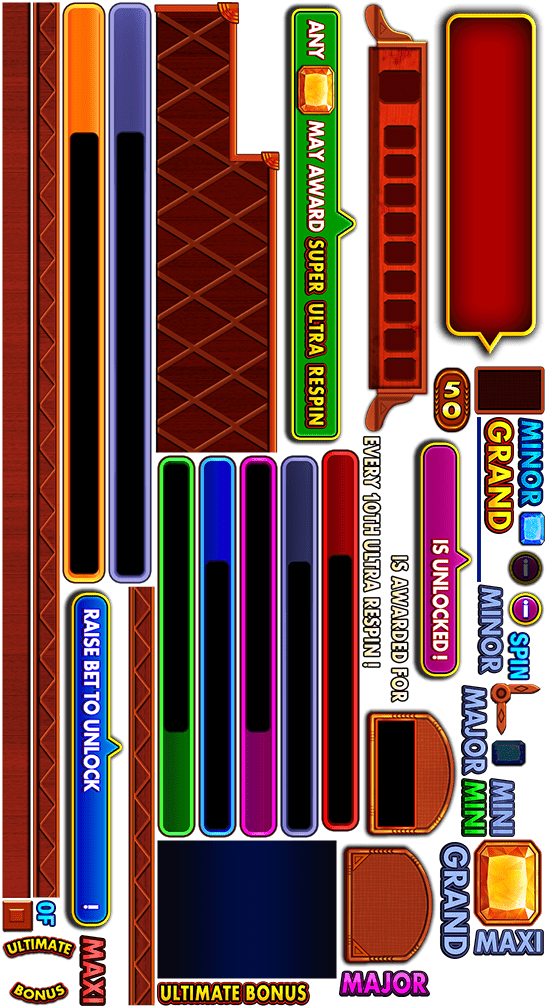 ANY MAY AWARD SUPER ULTRA RESPIN
50
MINOR
GRAND
IS UNLOCKED !
EVERY 10TH ULTRA RESPIN !
IS AWARDED FOR
i
i
SPIN
MINOR
MAJOR
MINI
MINI
RAISE BET TO UNLOCK !
GRAND
MAXI
OF
ULTIMATE
BONUS
MAXI
ULTIMATE BONUS
MAJOR